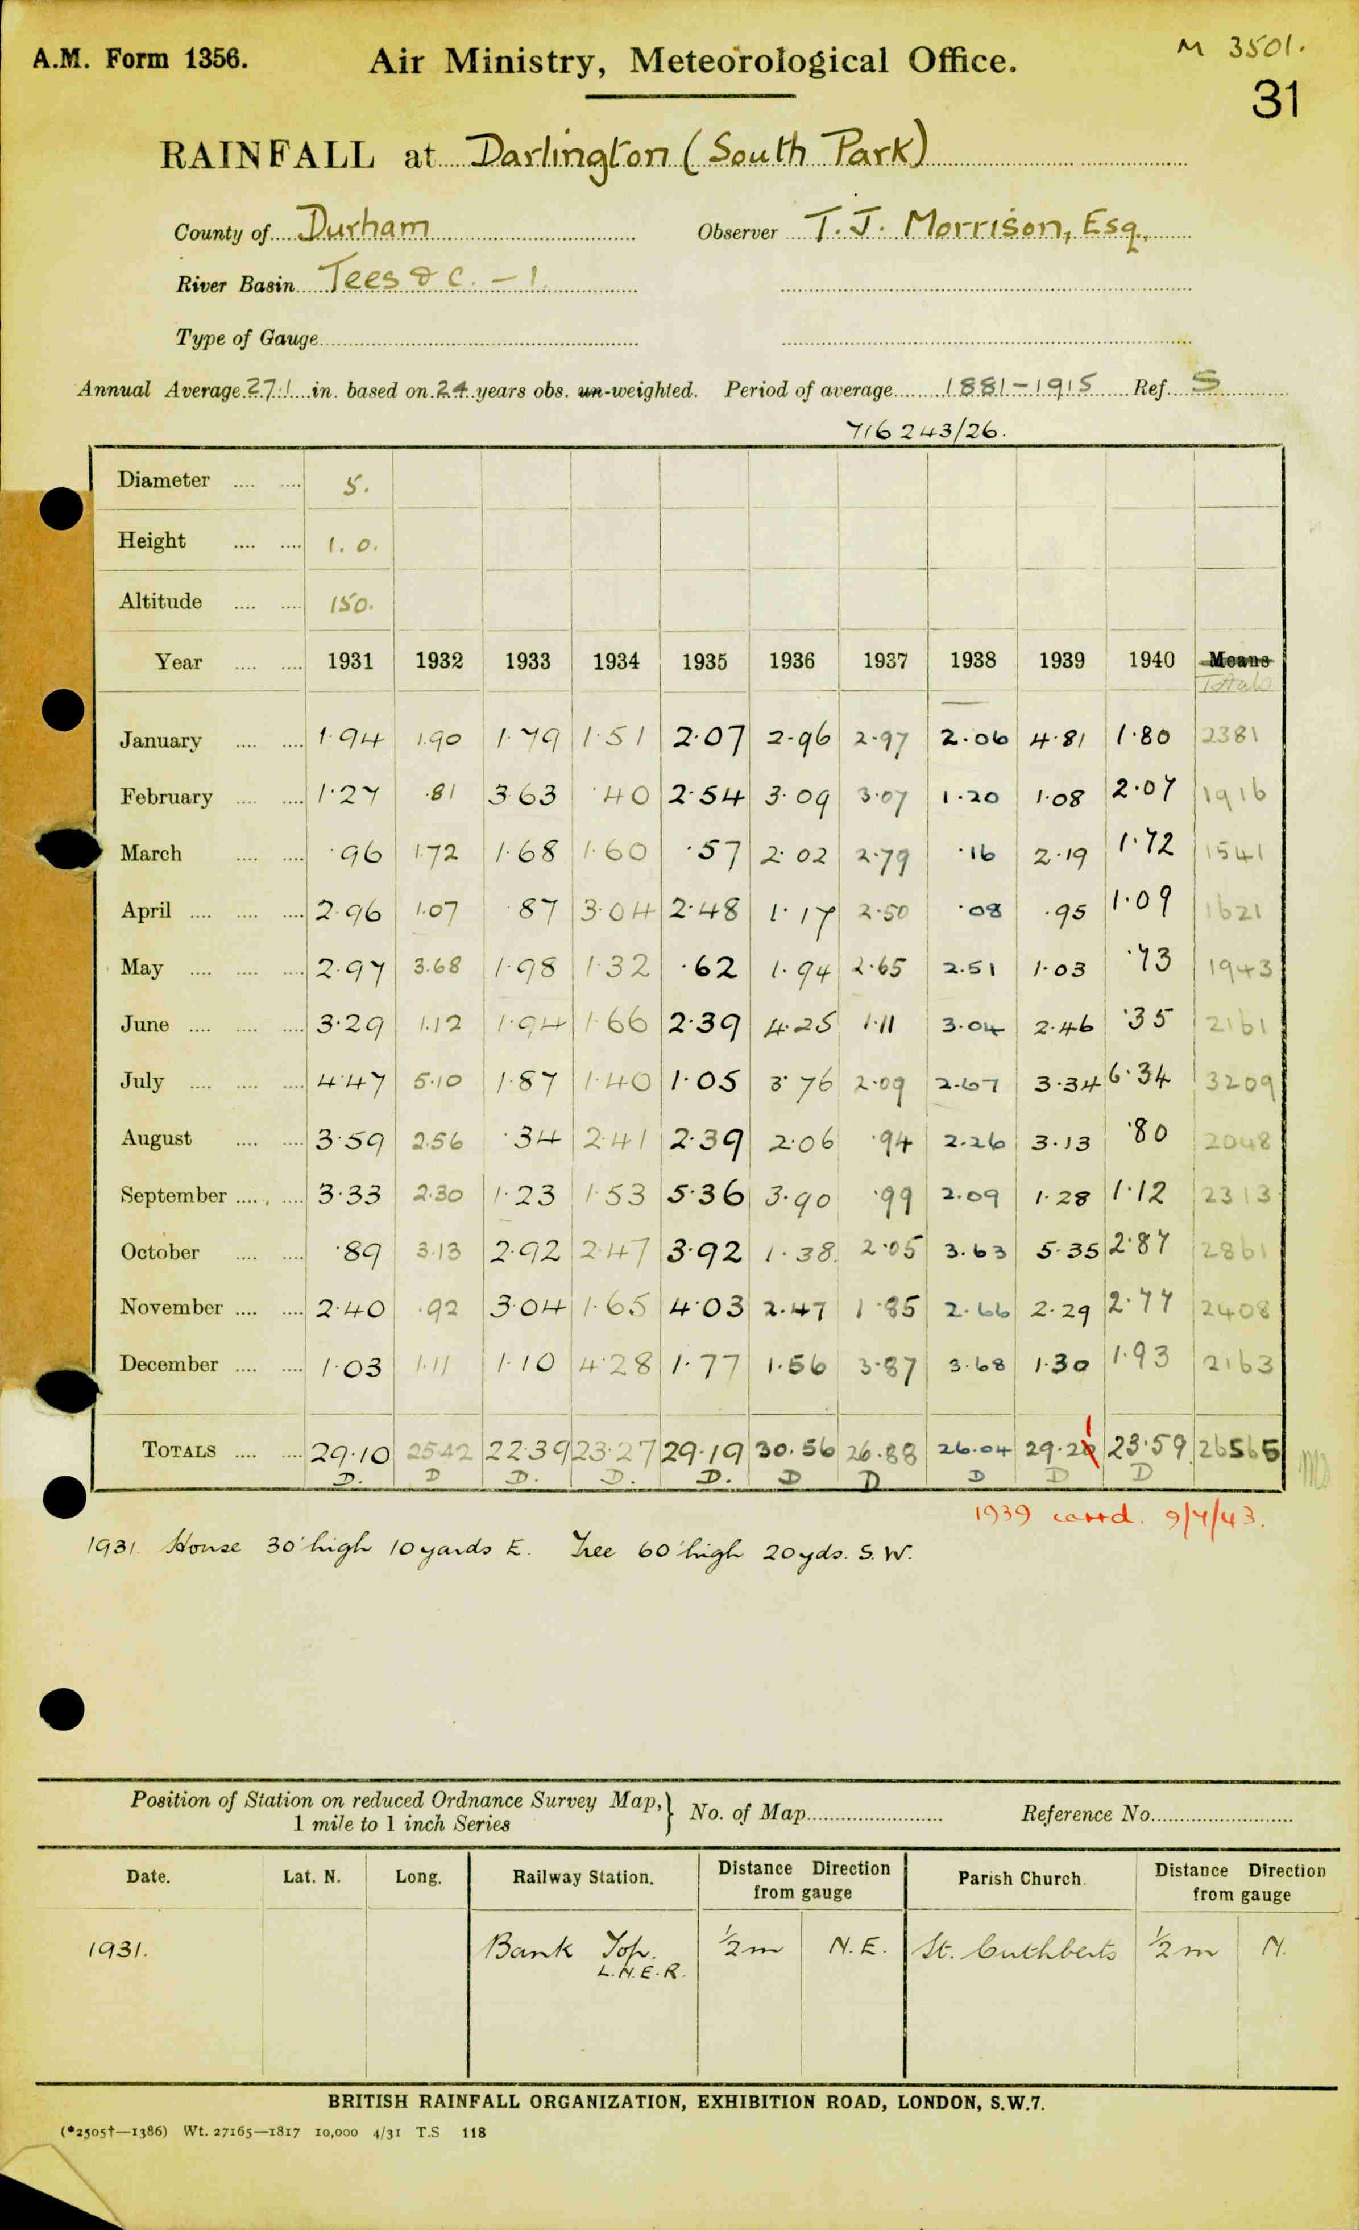 A.M. Form 1356. Air Ministry, Meteorological Office. M 3501.
31
RAINFALL at Darlington (South Park)
County of Durham Observer T. J. Morrison, Esq.,
River Basin Tees & C. - 1.
Type of Gauge
Annual Average 27.1 in. based on 24 years obs. un-weighted. Period of average 1881-1915 Ref. S
716243/26.
Diameter 5.
Height 1. 0.
Altitude 150.
Year 1931 1932 1933 1934 1935 1936 1937 1938 1939 1940 Means
Totals
January 1.94 1.90 1.79 1.51 2.07 2.96 2.97 2.06 4.81 1.80 2381
February 1.27 .81 3.63 .40 2.54 3.09 3.07 1.20 1.08 2.07 1916
March .96 1.72 1.68 1.60 .57 2.02 2.79 .16 2.19 1.72 1541
April 2.96 1.07 .87 3.04 2.48 1.17 2.50 .08 .95 1.09 1621
May 2.97 3.68 1.98 1.32 .62 1.94 2.65 2.51 1.03 .73 1943
June 3.29 1.12 1.94 1.66 2.39 4.25 1.11 3.04 2.46 .35 2161
July 4.47 5.10 1.87 1.40 1.05 3.76 2.09 2.67 3.34 6.34 3209
August 3.59 2.56 .34 2.41 2.39 2.06 .94 2.26 3.13 .80 2048
September 3.33 2.30 1.23 1.53 5.36 3.90 .99 2.09 1.28 1.12 2313
October .89 3.13 2.92 2.47 3.92 1.38 2.05 3.63 5.35 2.87 2861
November 2.40 .92 3.04 1.65 4.03 2.47 1.85 2.66 2.29 2.77 2408
December 1.03 1.11 1.10 4.28 1.77 1.56 3.87 3.68 1.30 1.93 2163
TOTALS 29.10 25.42 22.39 23.27 29.19 30.56 26.88 26.04 29.21 23.59 26565
D. D D. D. D. D D D D D
1939 corrd. 9/7/43.
1931. House 30' high 10 yards E. Tree 60' high 20 yds. S. W.
Position of Station on reduced Ordnance Survey Map, } No. of Map Reference No.
1 mile to 1 inch Series
Date. Lat. N. Long. Railway Station. Distance Direction Parish Church. Distance Direction
from gauge from gauge
1931. Bank Top. 1/2 m N.E. St. Cuthberts 1/2 m N.
L.N.E.R.
BRITISH RAINFALL ORGANIZATION, EXHIBITION ROAD, LONDON, S.W.7.
(*2505†—1386) Wt. 27165—1817 10,000 4/31 T.S 118